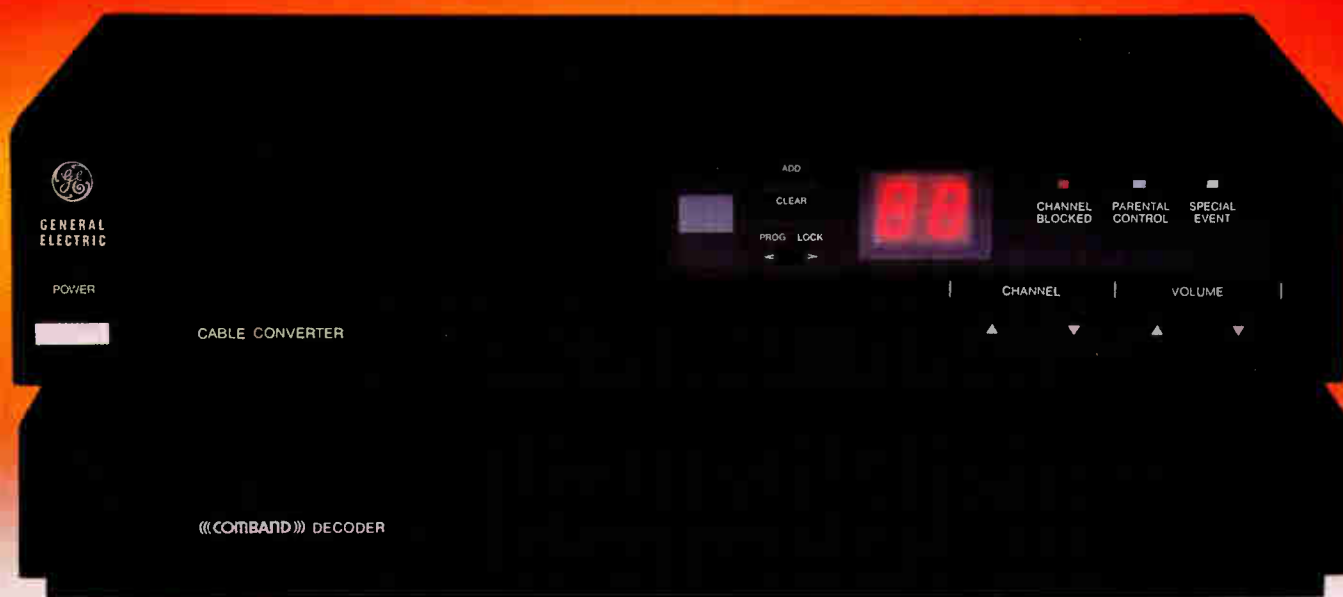 GENERAL
ELECTRIC
POWER
CABLE CONVERTER
ADD
CLEAR
PROG LOCK
< >
88
CHANNEL BLOCKED
PARENTAL CONTROL
SPECIAL EVENT
CHANNEL
VOLUME
(((COMBAND))) DECODER